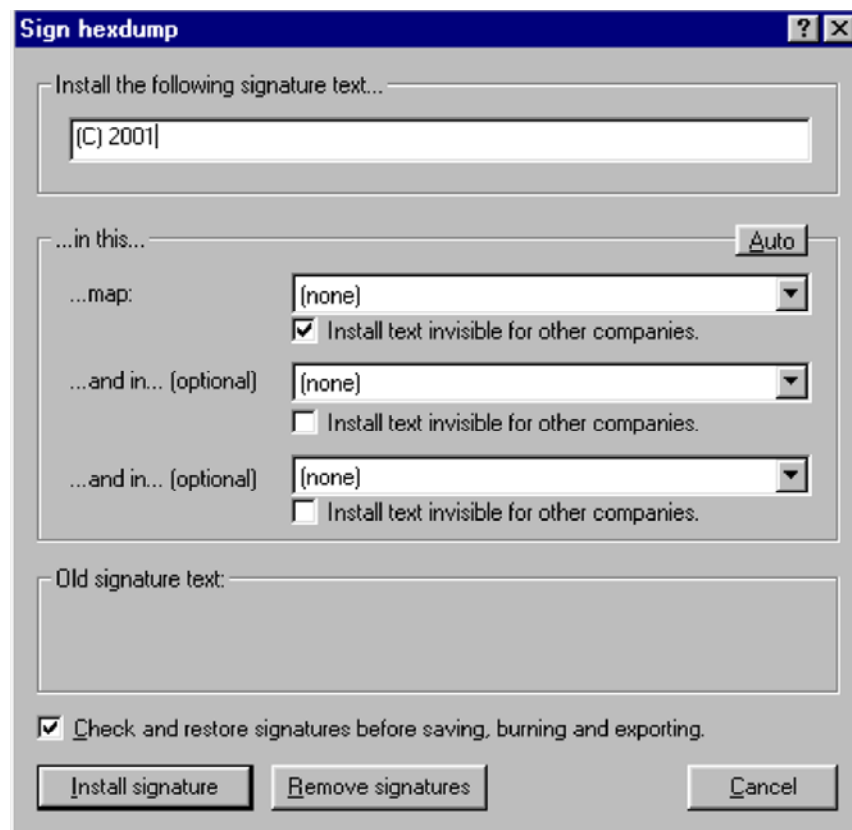 Sign hexdump
Install the following signature text...
(C) 2001
...in this...
Auto
...map:
(none)
Install text invisible for other companies.
...and in... (optional)
(none)
Install text invisible for other companies.
...and in... (optional)
(none)
Install text invisible for other companies.
Old signature text:
Check and restore signatures before saving, burning and exporting.
Install signature
Remove signatures
Cancel